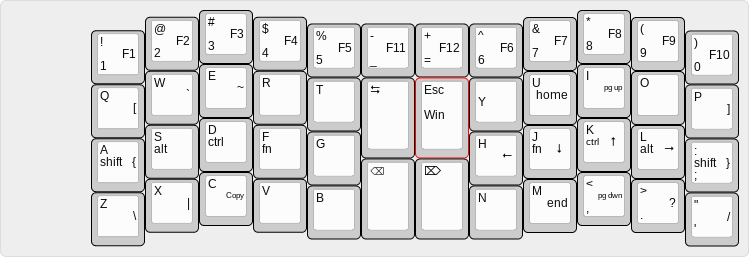 ! F1
1
@ F2
2
# F3
3
$ F4
4
% F5
5
- F11
_
+ F12
=
^ F6
6
& F7
7
* F8
8
( F9
9
) F10
0
Q [
W `
E ~
R
T
⇆
Esc
Win
Y
U
home
I
pg up
O
P ]
A
shift {
S
alt
D
ctrl
F
fn
G
H ←
J
fn ↓
K
ctrl ↑
L
alt →
:
shift }
;
Z \
X |
C
Copy
V
B
⌫
⌦
N
M
end
<
pg dwn
,
>
. ?
"
' /